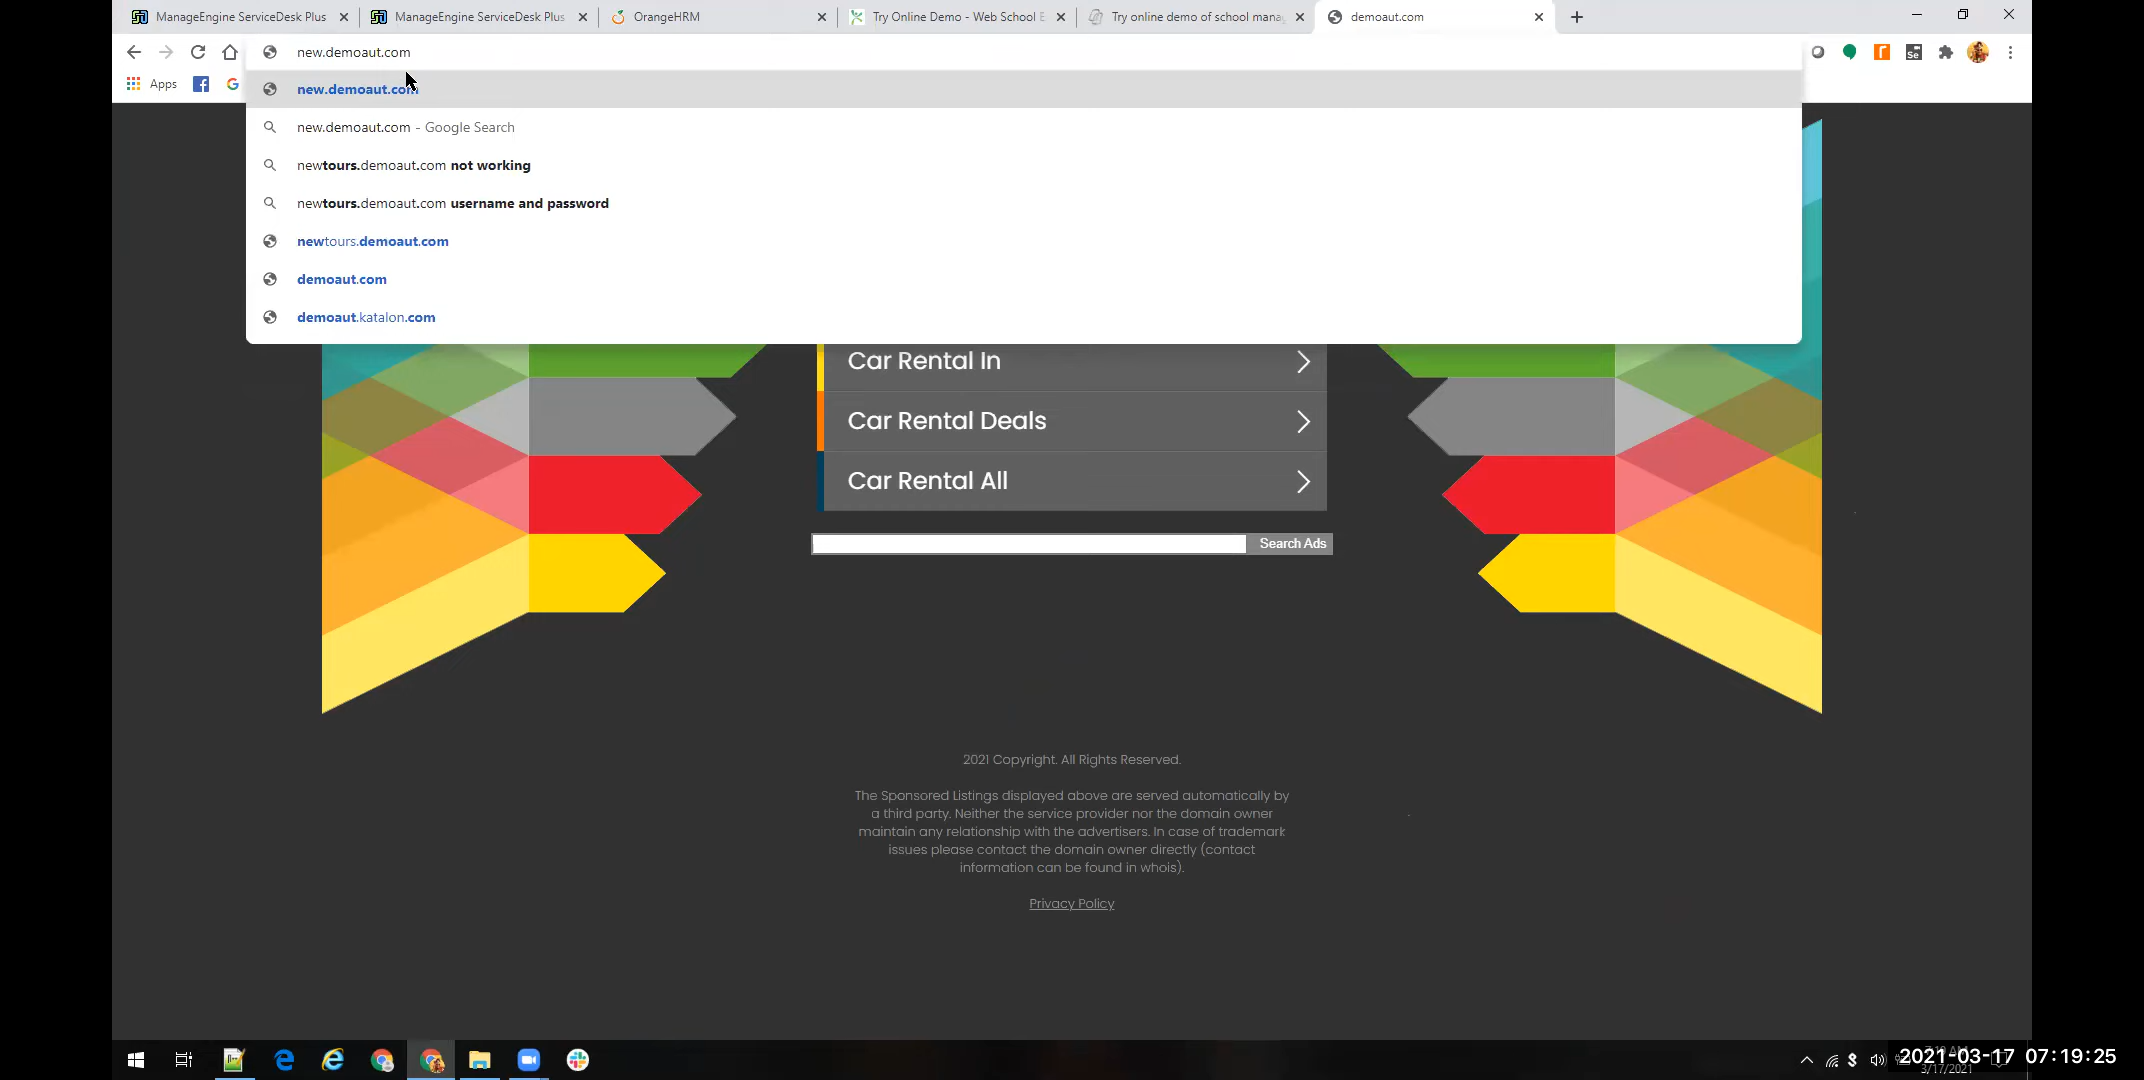 ManageEngine ServiceDesk Plus
ManageEngine ServiceDesk Plus
OrangeHRM
Try Online Demo - Web School E
Try online demo of school mana
demoaut.com
new.demoaut.com
Apps
new.demoaut.com
new.demoaut.com - Google Search
newtours.demoaut.com not working
newtours.demoaut.com username and password
newtours.demoaut.com
demoaut.com
demoaut.katalon.com
Car Rental In
Car Rental Deals
Car Rental All
Search Ads
2021 Copyright. All Rights Reserved.
The Sponsored Listings displayed above are served automatically by
a third party. Neither the service provider nor the domain owner
maintain any relationship with the advertisers. In case of trademark
issues please contact the domain owner directly (contact
information can be found in whois).
Privacy Policy
2021-03-17 07:19:25
3/17/2021